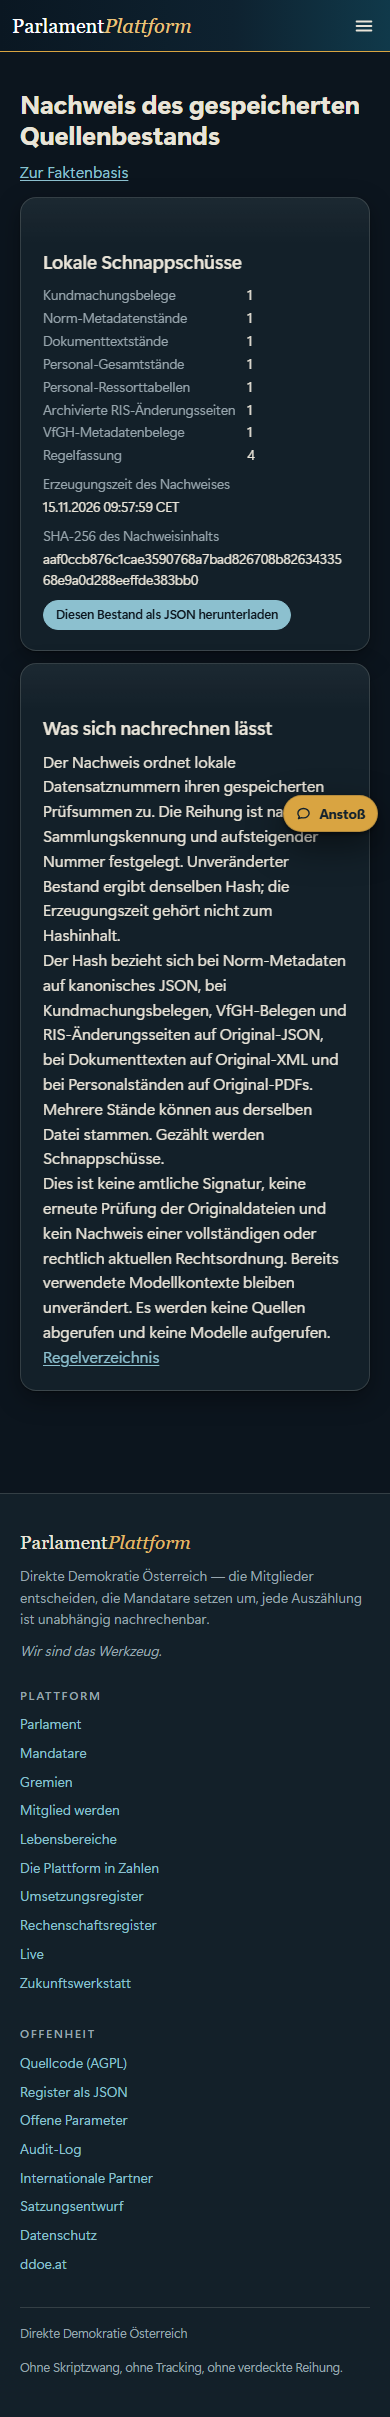 ParlamentPlattform
Nachweis des gespeicherten
Quellenbestands
Zur Faktenbasis
Lokale Schnappschüsse
Kundmachungsbelege 1
Norm-Metadatenstände 1
Dokumenttextstände 1
Personal-Gesamtstände 1
Personal-Ressorttabellen 1
Archivierte RIS-Änderungsseiten 1
VfGH-Metadatenbelege 1
Regelfassung 4
Erzeugungszeit des Nachweises
15.11.2026 09:57:59 CET
SHA-256 des Nachweisinhalts
aaf0ccb876c1cae3590768a7bad826708b82634335
68e9a0d288eeffde383bb0
Diesen Bestand als JSON herunterladen
Was sich nachrechnen lässt
Der Nachweis ordnet lokale
Datensatznummern ihren gespeicherten
Prüfsummen zu. Die Reihung ist
Anstoß
Sammlungskennung und aufsteigender
Nummer festgelegt. Unveränderter
Bestand ergibt denselben Hash; die
Erzeugungszeit gehört nicht zum
Hashinhalt.
Der Hash bezieht sich bei Norm-Metadaten
auf kanonisches JSON, bei
Kundmachungsbelegen, VfGH-Belegen und
RIS-Änderungsseiten auf Original-JSON,
bei Dokumenttexten auf Original-XML und
bei Personalständen auf Original-PDFs.
Mehrere Stände können aus derselben
Datei stammen. Gezählt werden
Schnappschüsse.
Dies ist keine amtliche Signatur, keine
erneute Prüfung der Originaldateien und
kein Nachweis einer vollständigen oder
rechtlich aktuellen Rechtsordnung. Bereits
verwendete Modellkontexte bleiben
unverändert. Es werden keine Quellen
abgerufen und keine Modelle aufgerufen.
Regelverzeichnis
ParlamentPlattform
Direkte Demokratie Österreich — die Mitglieder
entscheiden, die Mandatare setzen um, jede Auszählung
ist unabhängig nachrechenbar.
Wir sind das Werkzeug.
PLATTFORM
Parlament
Mandatare
Gremien
Mitglied werden
Lebensbereiche
Die Plattform in Zahlen
Umsetzungsregister
Rechenschaftsregister
Live
Zukunftswerkstatt
OFFENHEIT
Quellcode (AGPL)
Register als JSON
Offene Parameter
Audit-Log
Internationale Partner
Satzungsentwurf
Datenschutz
ddoe.at
Direkte Demokratie Österreich
Ohne Skriptzwang, ohne Tracking, ohne verdeckte Reihung.